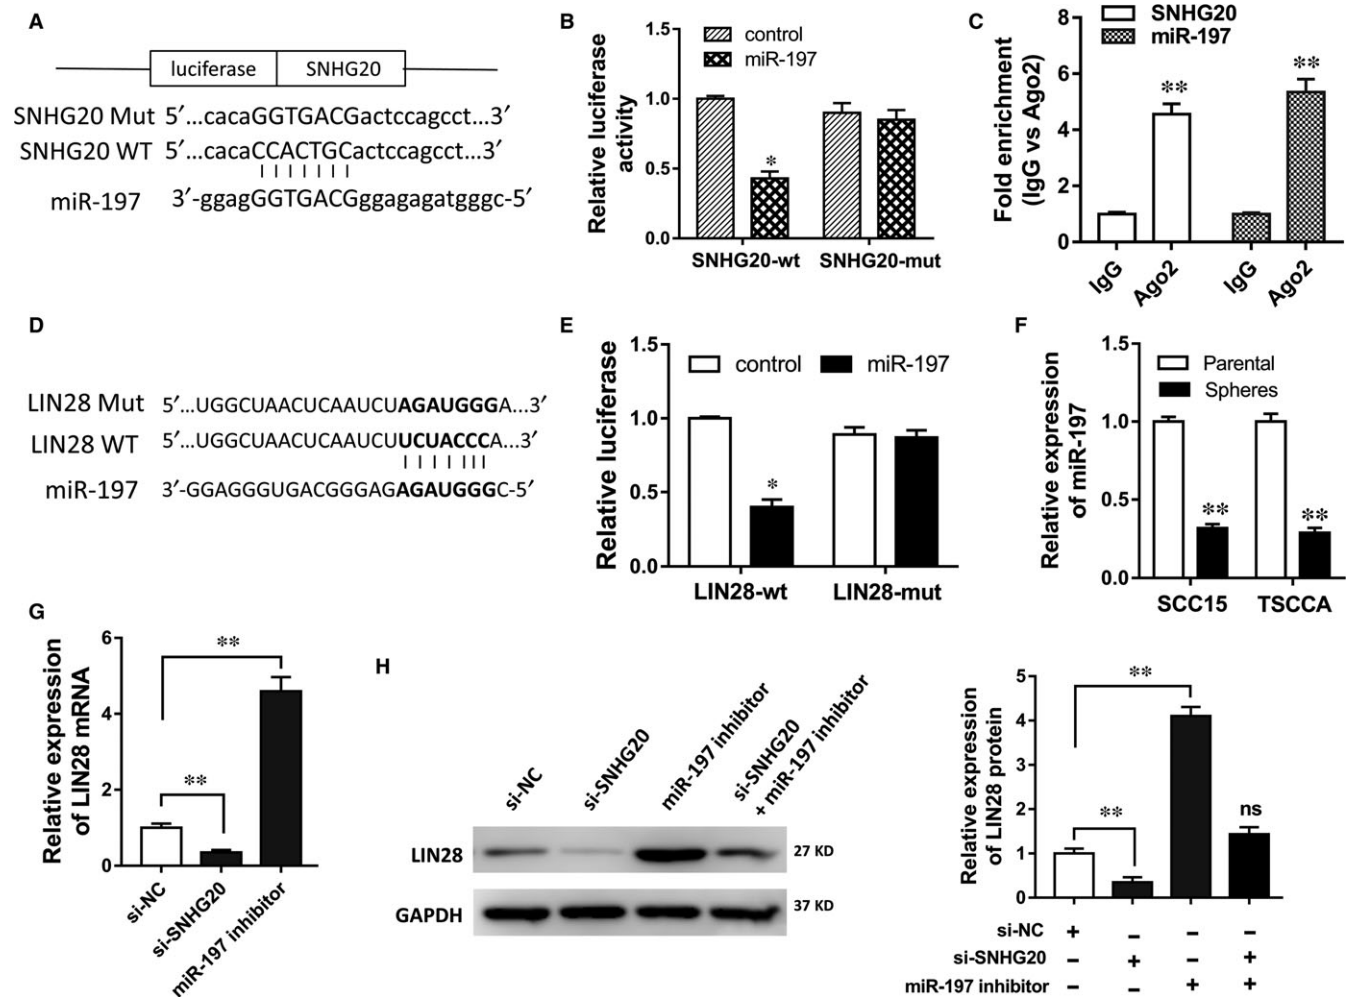 A
luciferase SNHG20
SNHG20 Mut 5′...cacaGGTGACGactccagcct...3′
SNHG20 WT 5′...cacaCCACTGCactccagcct...3′
miR-197 3′-ggagGGTGACGggagagatgggc-5′
B
Relative luciferase
activity
1.5
1.0
0.5
0.0
control
miR-197
*
SNHG20-wt SNHG20-mut
C
Fold enrichment
(IgG vs Ago2)
8
6
4
2
0
SNHG20
miR-197
**
**
IgG Ago2 IgG Ago2
D
LIN28 Mut 5′...UGGCUAACUCAAUCUAGAUGGGA...3′
LIN28 WT 5′...UGGCUAACUCAAUCUUCUACCCA...3′
miR-197 3′-GGAGGGUGACGGGAGAGAUGGGC-5′
E
Relative luciferase
1.5
1.0
0.5
0.0
control miR-197
*
LIN28-wt LIN28-mut
F
Relative expression
of miR-197
1.5
1.0
0.5
0.0
Parental
Spheres
**
**
SCC15 TSCCA
G
Relative expression
of LIN28 mRNA
6
4
2
0
**
**
si-NC
si-SNHG20
miR-197 inhibitor
H
si-NC
si-SNHG20
miR-197 inhibitor
si-SNHG20
+ miR-197 inhibitor
LIN28 27 KD
GAPDH 37 KD
Relative expression
of LIN28 protein
5
4
3
2
1
0
**
**
ns
si-NC + − − −
si-SNHG20 − + − +
miR-197 inhibitor − − + +